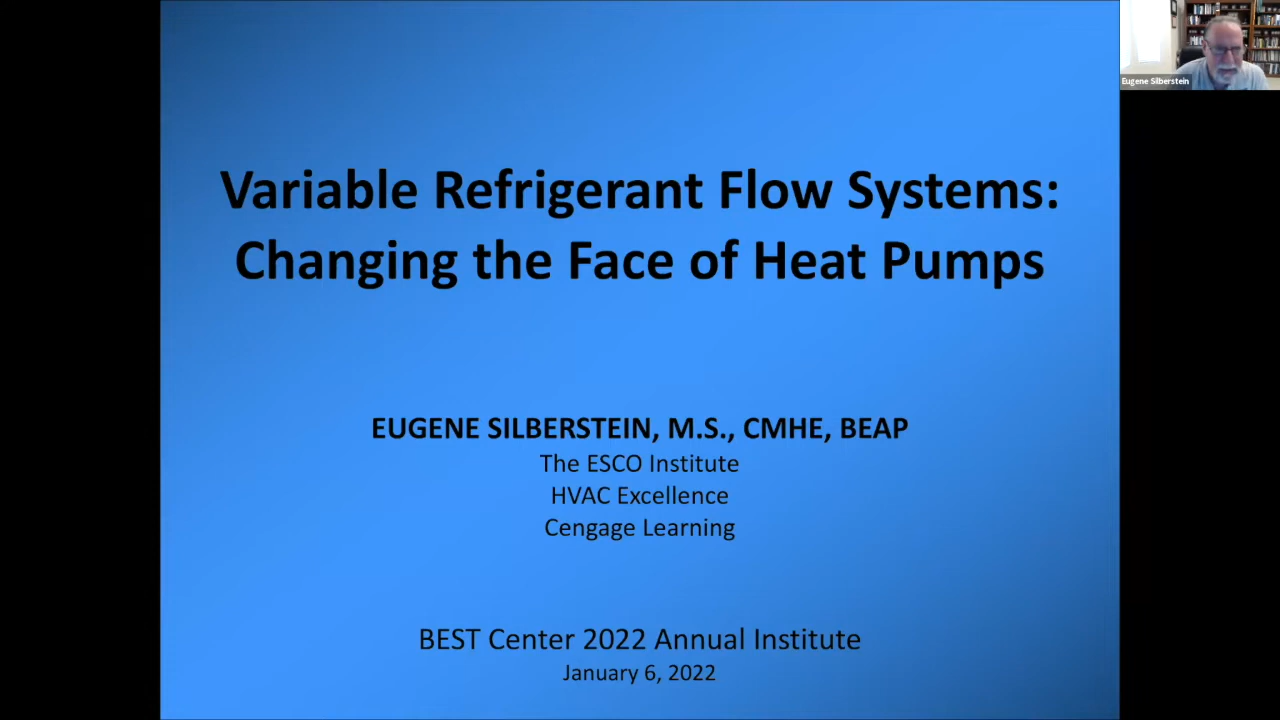 Variable Refrigerant Flow Systems:
Changing the Face of Heat Pumps
EUGENE SILBERSTEIN, M.S., CMHE, BEAP
The ESCO Institute
HVAC Excellence
Cengage Learning
BEST Center 2022 Annual Institute
January 6, 2022
Eugene Silberstein